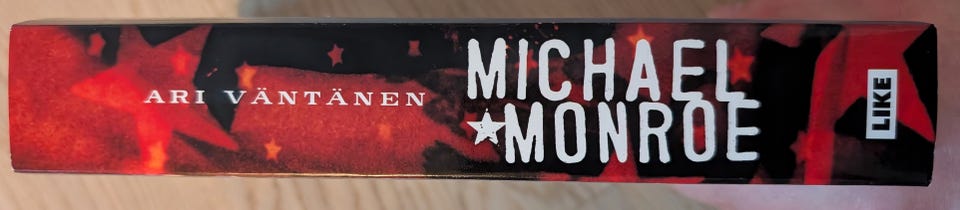 ARI VÄNTÄNEN
MICHAEL
MONROE
LIKE